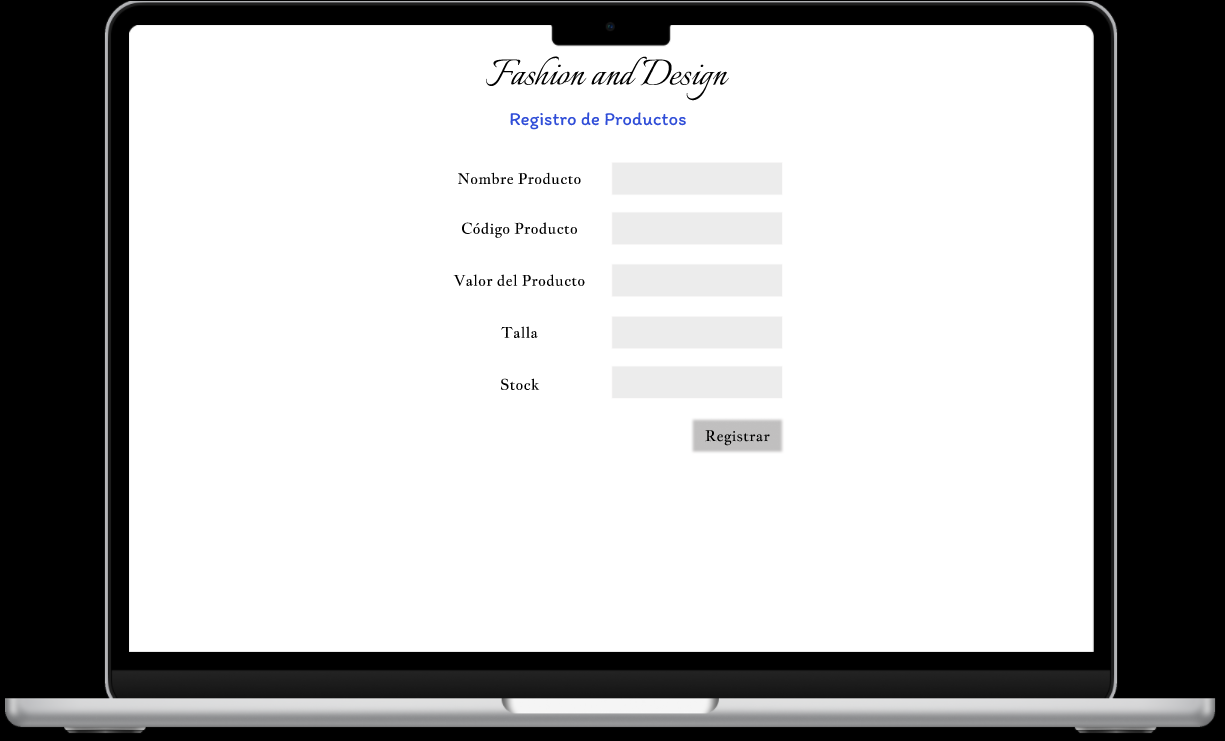 Fashion and Design
Registro de Productos
Nombre Producto
Código Producto
Valor del Producto
Talla
Stock
Registrar